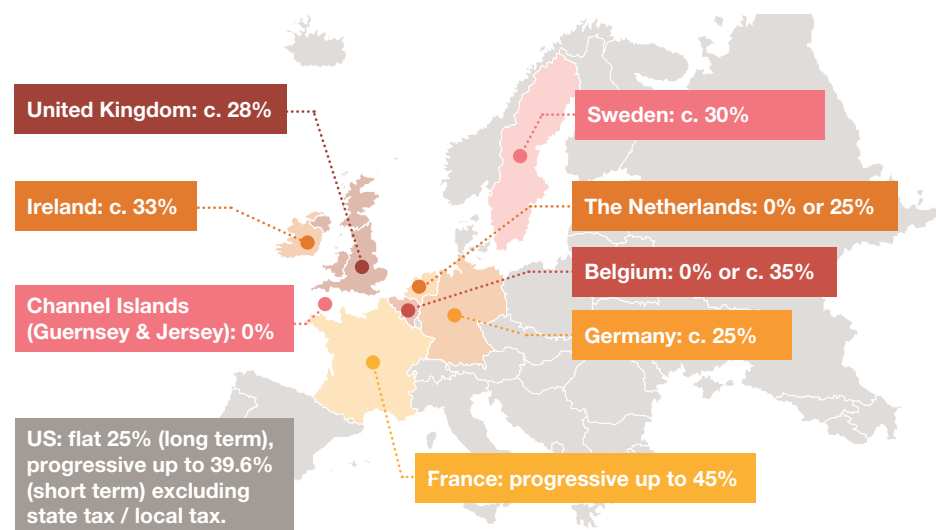 United Kingdom: c. 28%
Sweden: c. 30%
Ireland: c. 33%
The Netherlands: 0% or 25%
Belgium: 0% or c. 35%
Channel Islands
(Guernsey & Jersey): 0%
Germany: c. 25%
US: flat 25% (long term),
progressive up to 39.6%
(short term) excluding
state tax / local tax.
France: progressive up to 45%